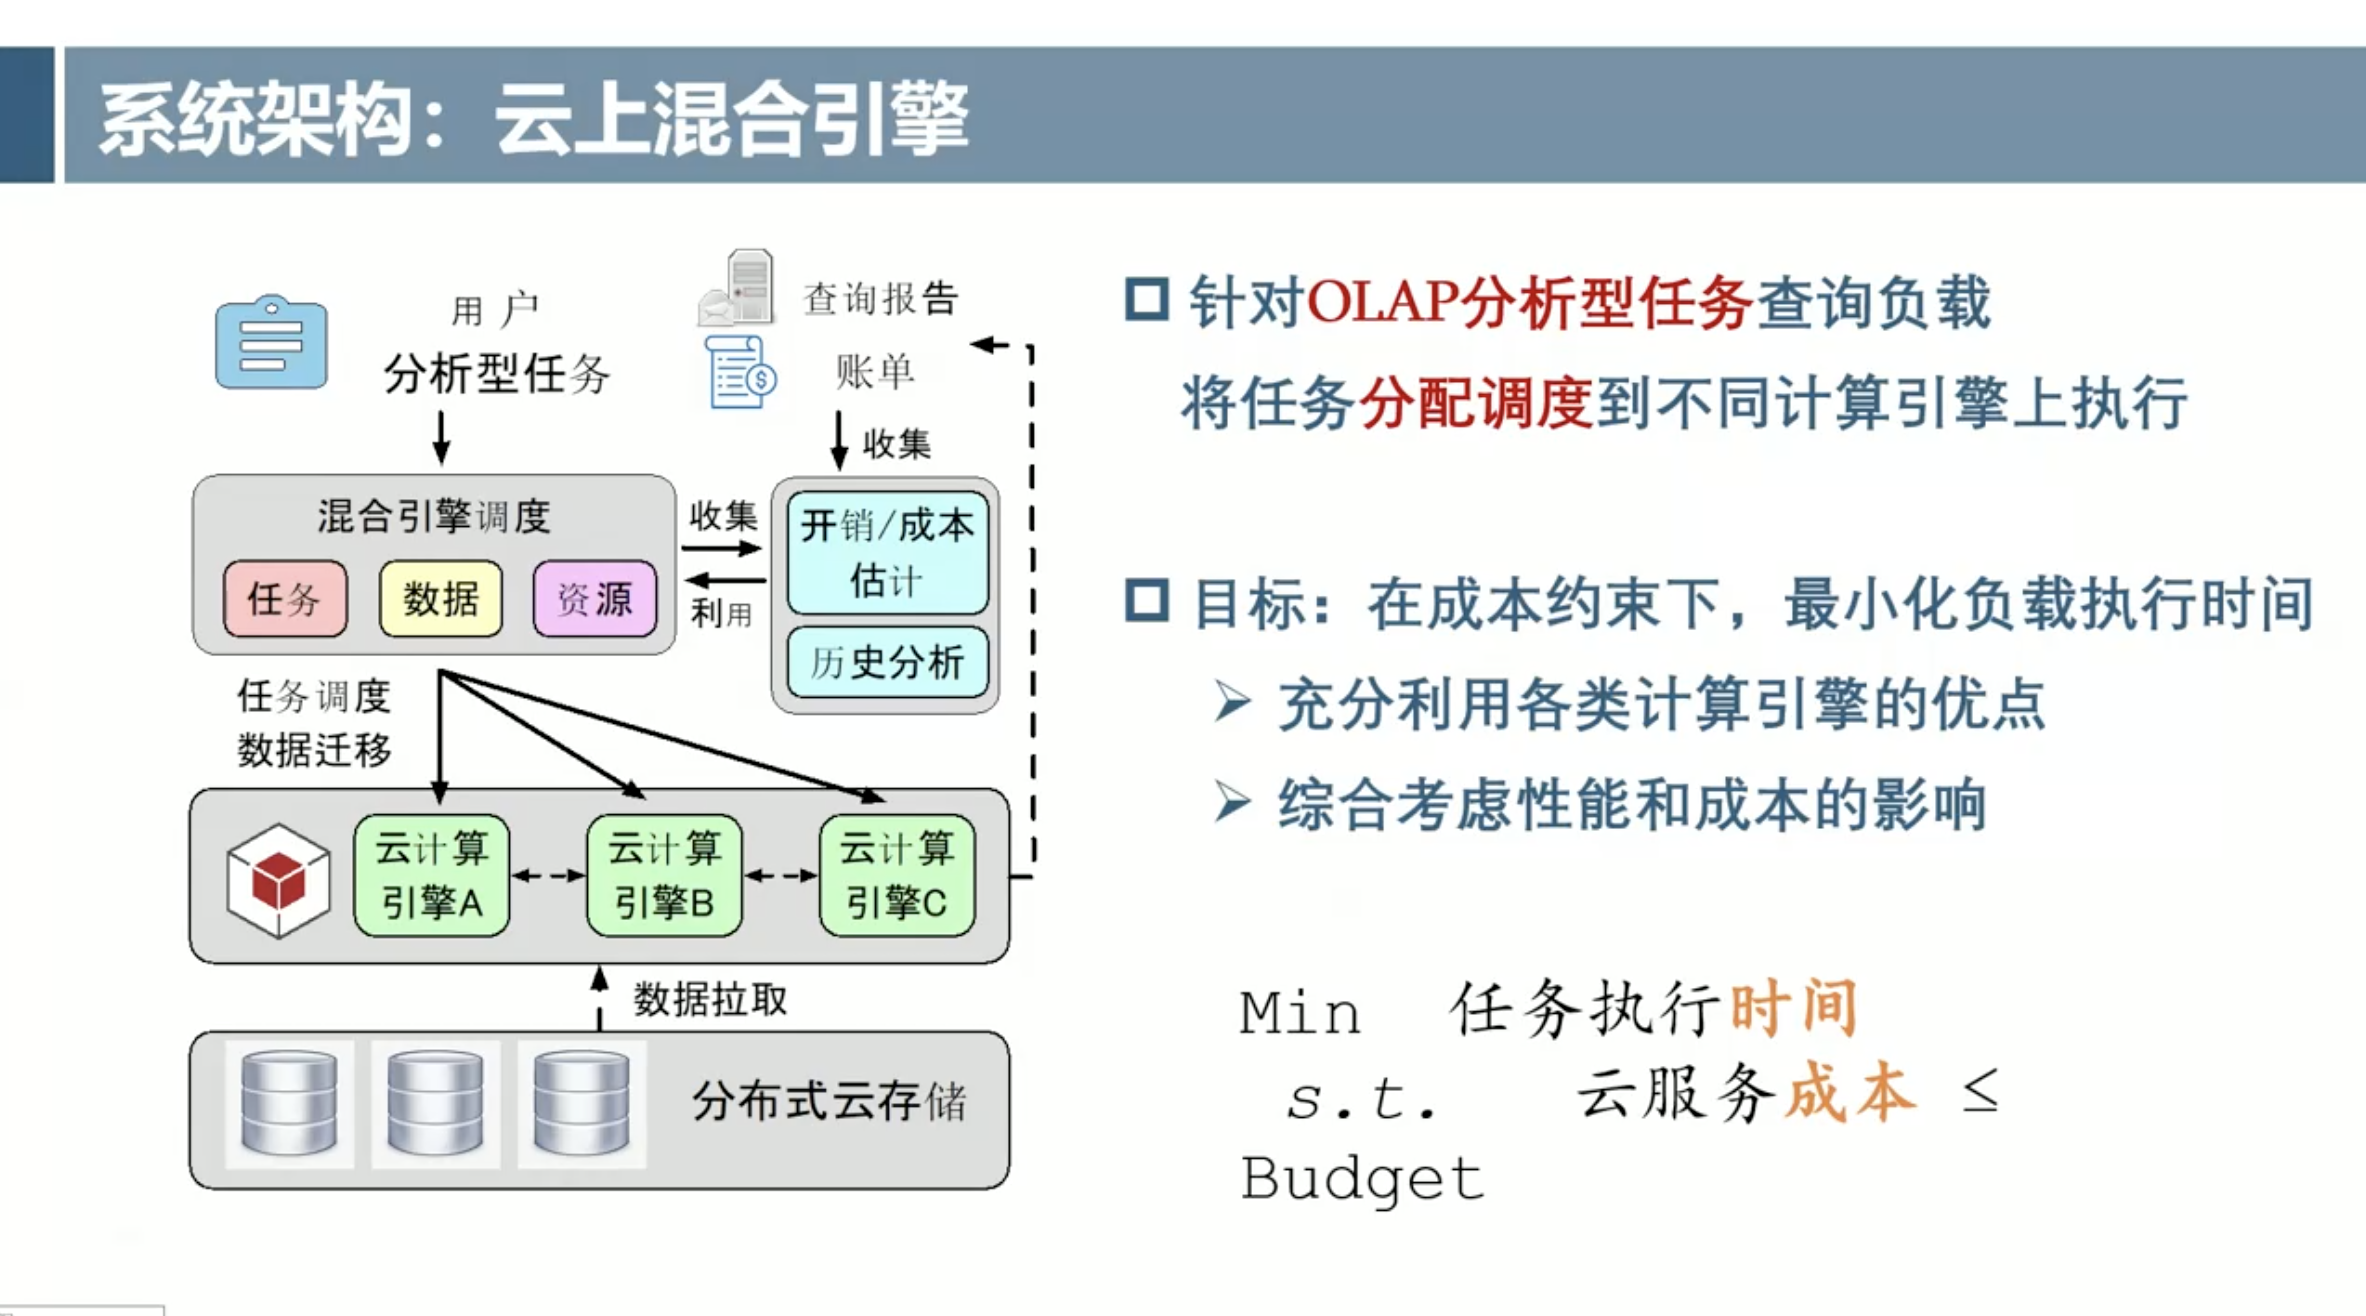 系统架构：云上混合引擎
用户
分析型任务
查询报告
账单
收集
混合引擎调度
任务
数据
资源
收集
利用
开销/成本
估计
历史分析
任务调度
数据迁移
云计算
引擎A
云计算
引擎B
云计算
引擎C
数据拉取
分布式云存储
针对OLAP分析型任务查询负载
将任务分配调度到不同计算引擎上执行
目标：在成本约束下，最小化负载执行时间
充分利用各类计算引擎的优点
综合考虑性能和成本的影响
Min 任务执行时间
s.t. 云服务成本 ≤
Budget